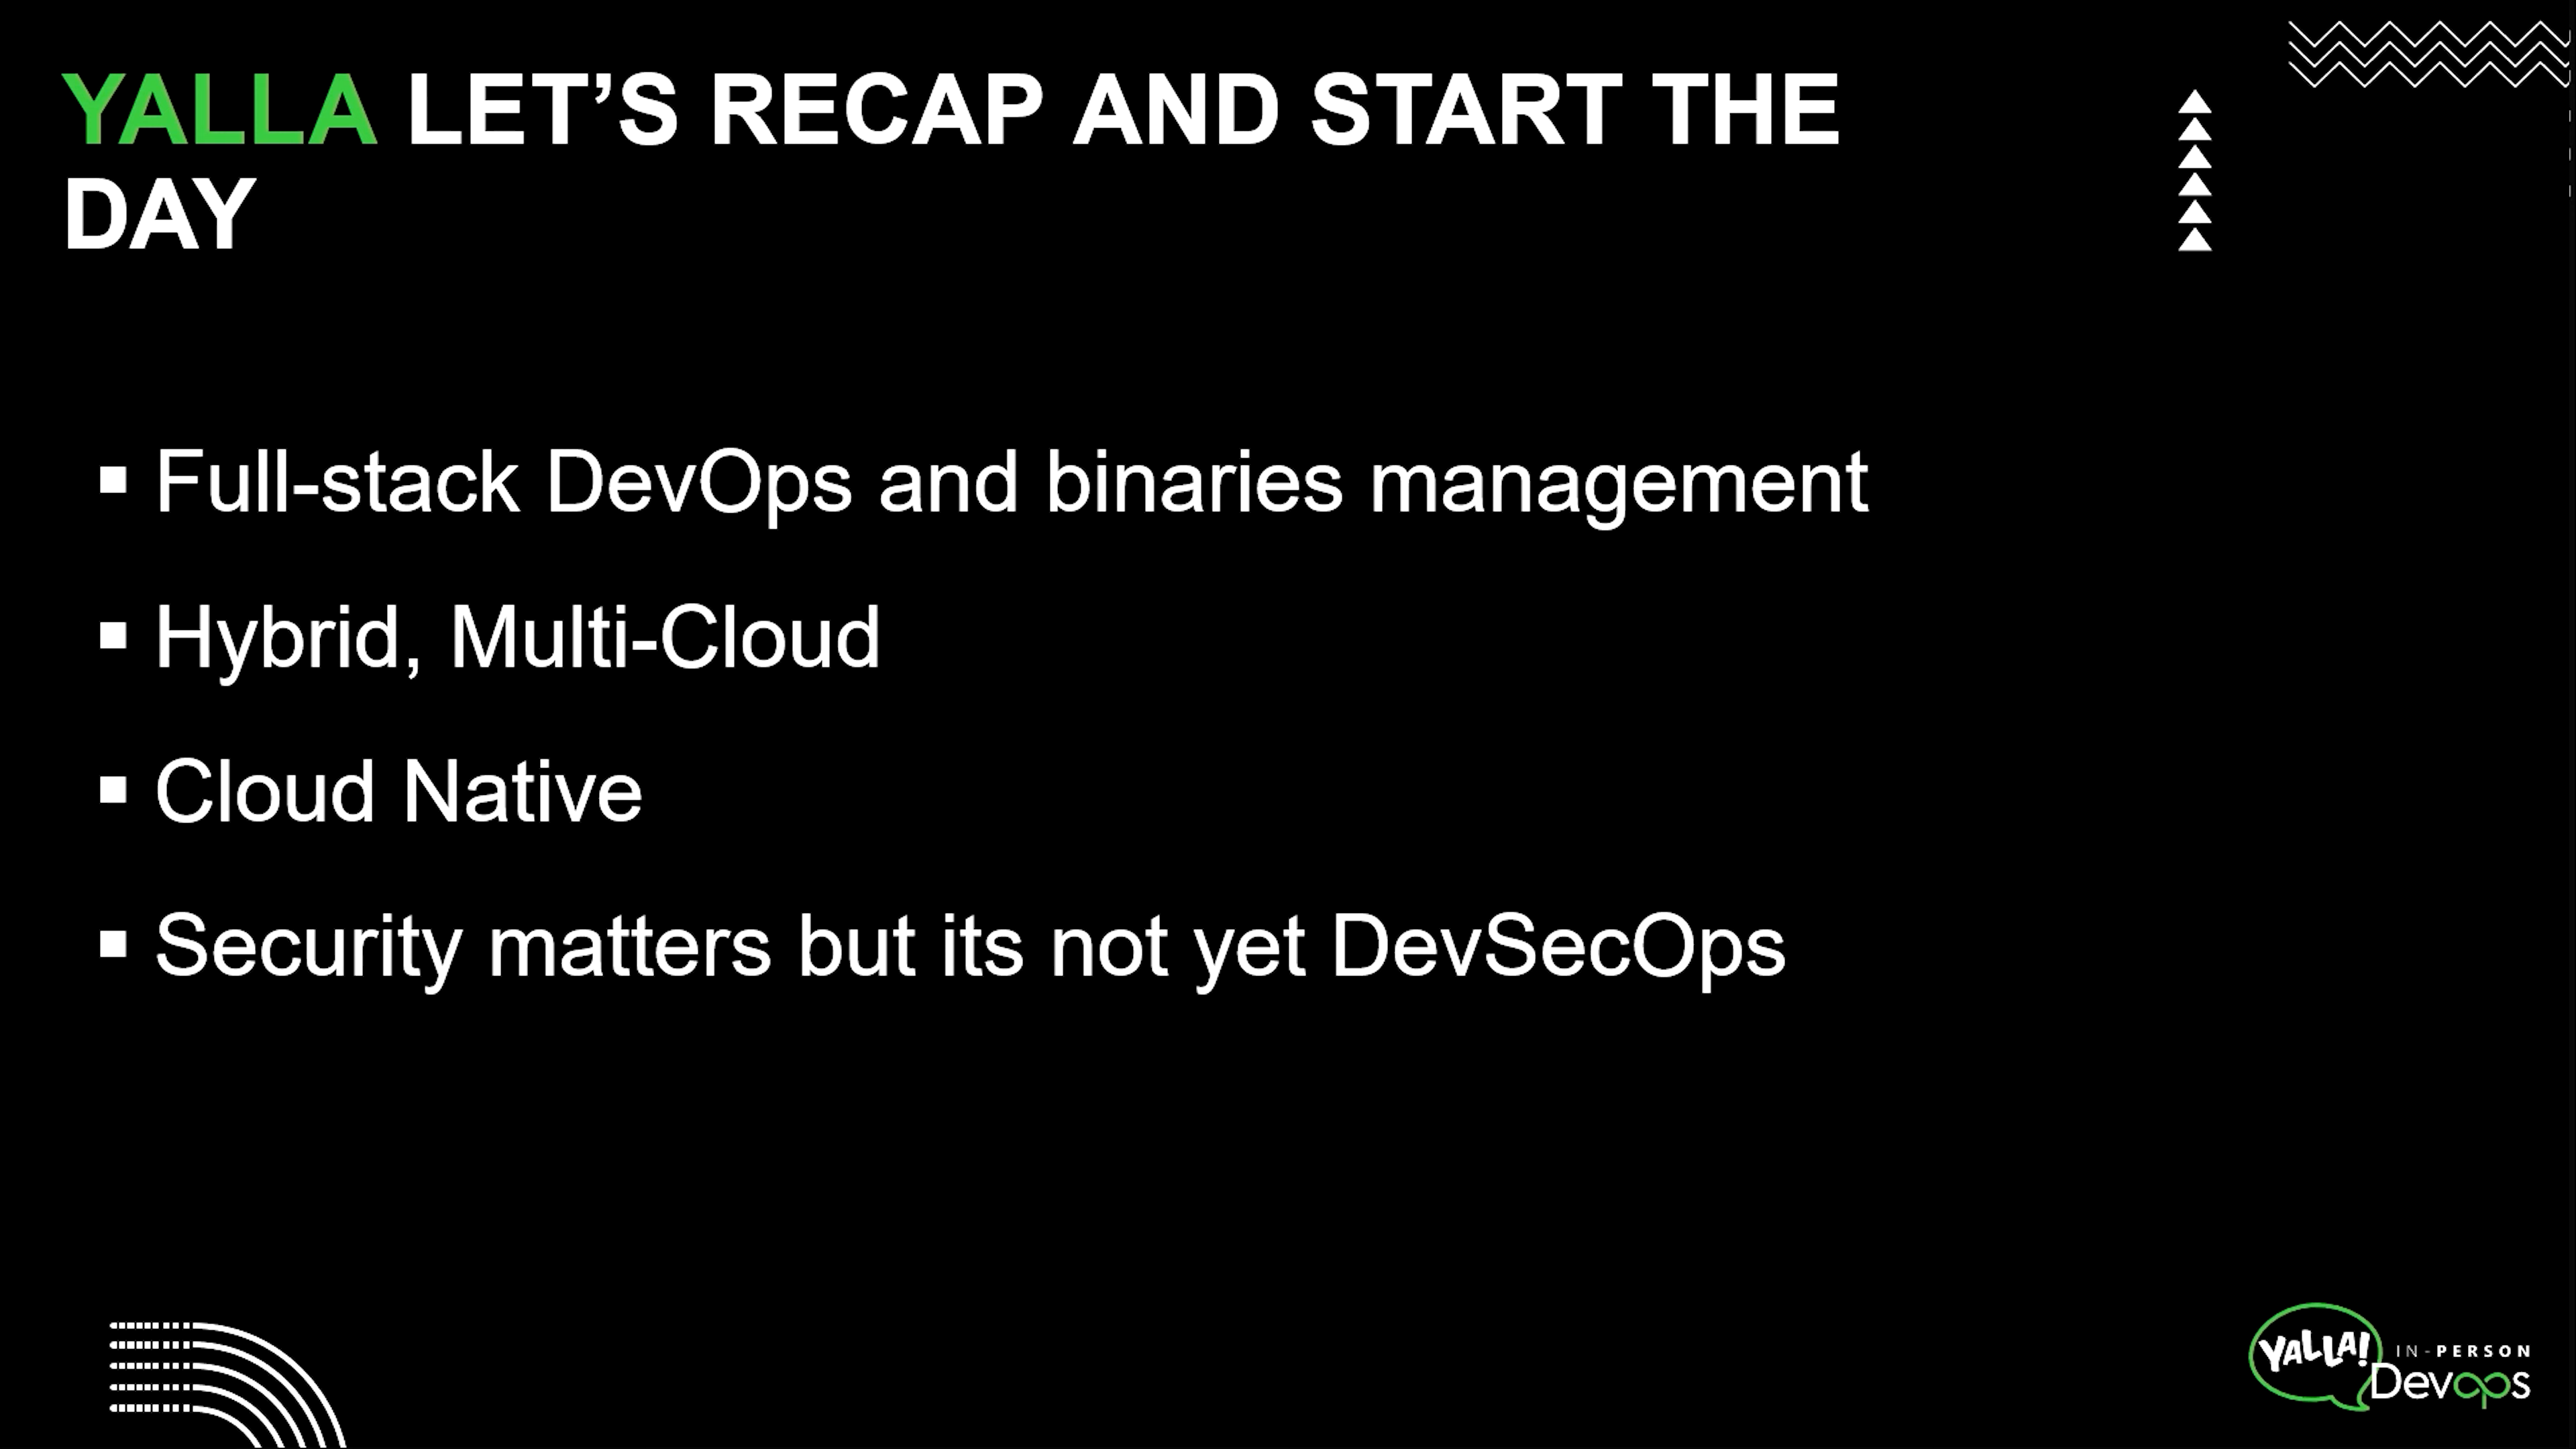 YALLA LET’S RECAP AND START THE
DAY
Full-stack DevOps and binaries management
Hybrid, Multi-Cloud
Cloud Native
Security matters but its not yet DevSecOps
YALLA! IN-PERSON
Devops